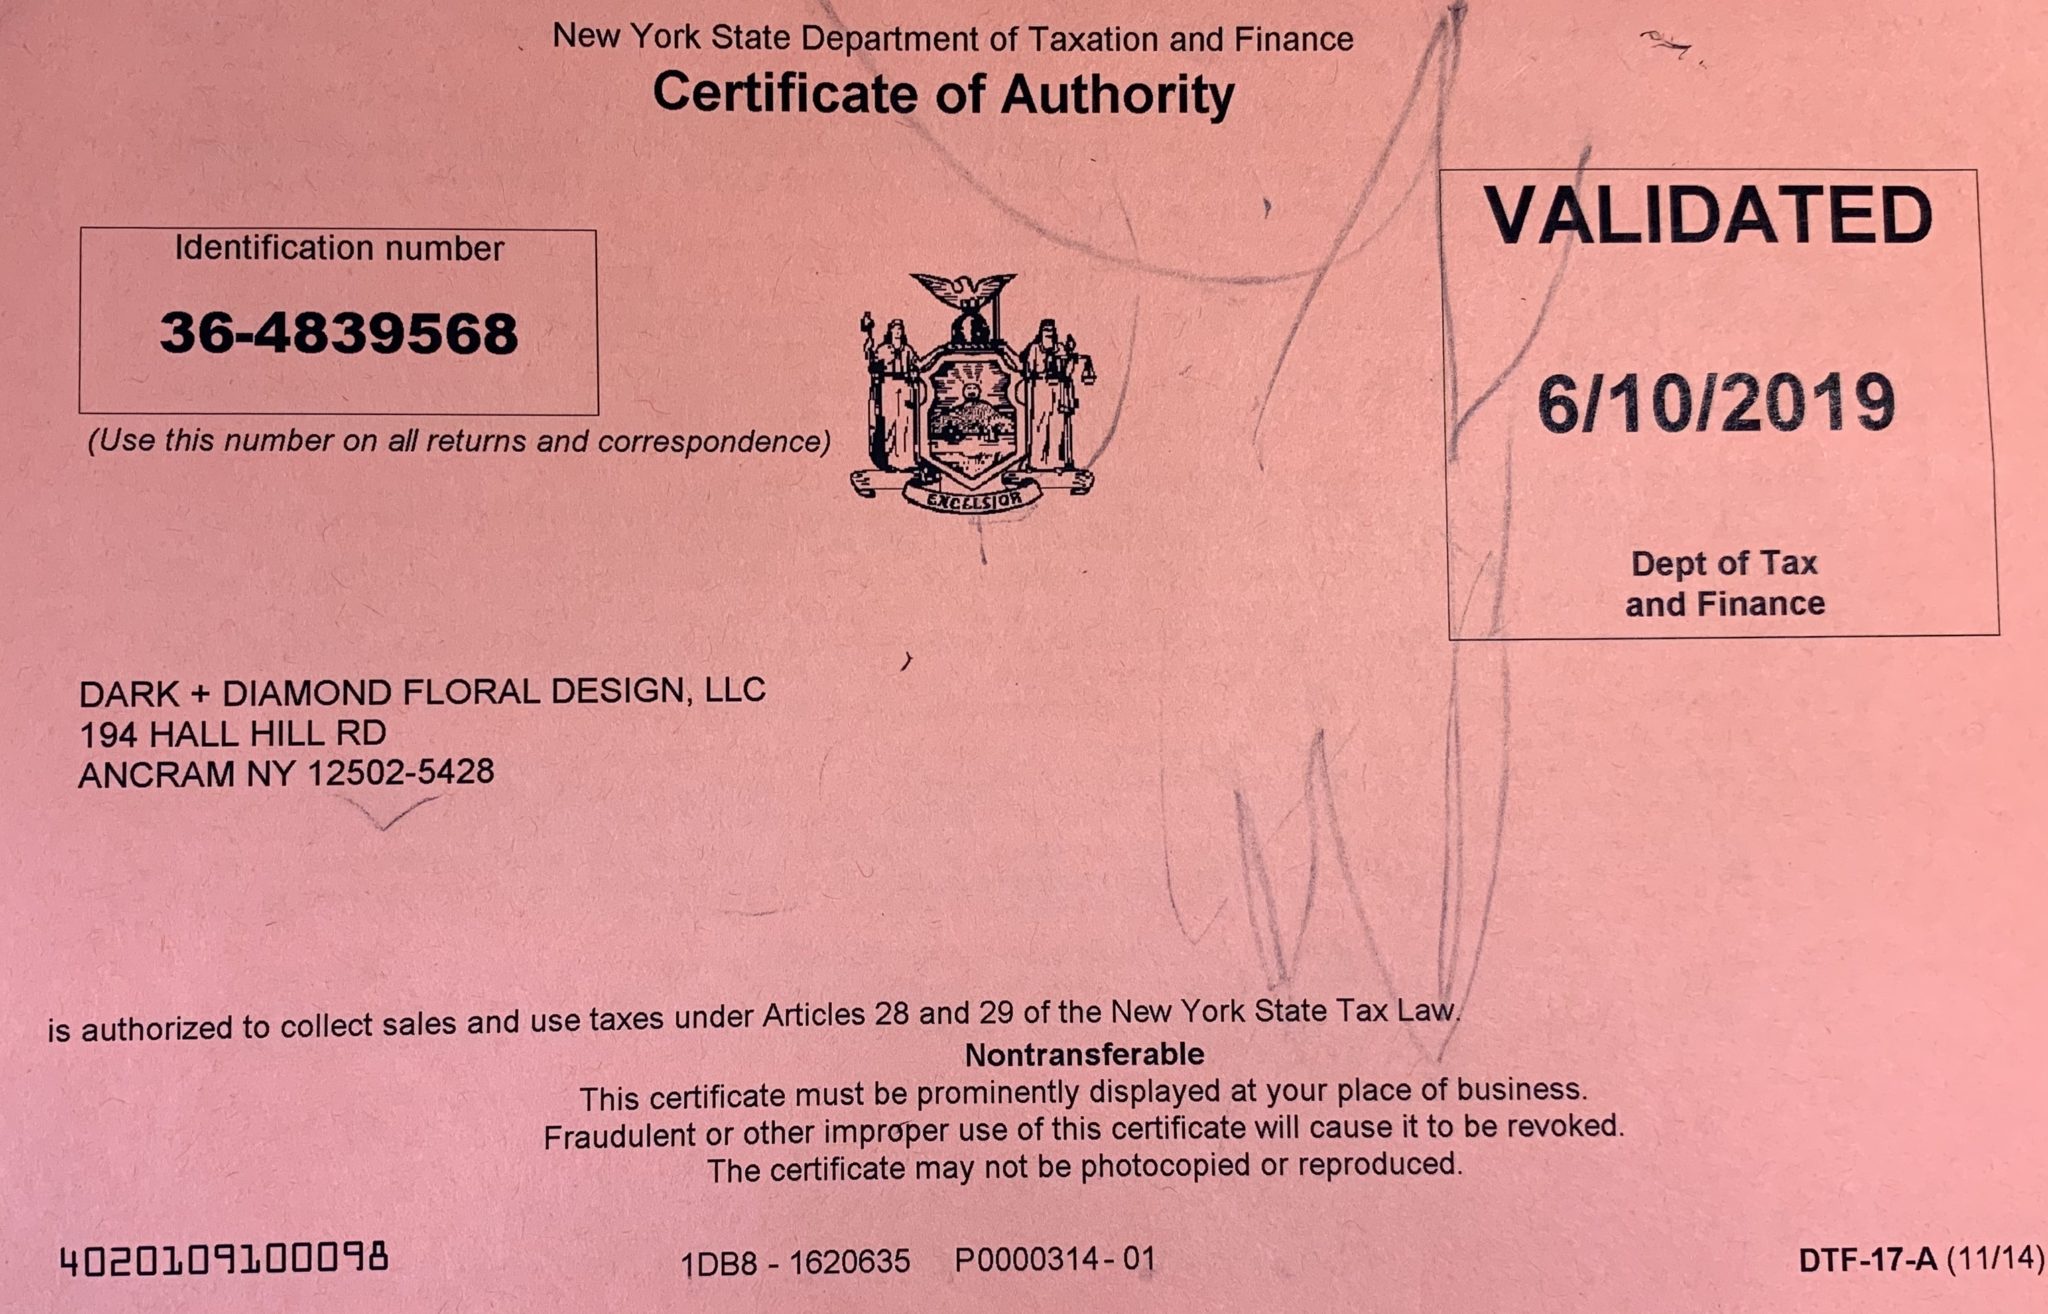 New York State Department of Taxation and Finance
Certificate of Authority
Identification number
36-4839568
(Use this number on all returns and correspondence)
EXCELSIOR
VALIDATED
6/10/2019
Dept of Tax
and Finance
DARK + DIAMOND FLORAL DESIGN, LLC
194 HALL HILL RD
ANCRAM NY 12502-5428
is authorized to collect sales and use taxes under Articles 28 and 29 of the New York State Tax Law.
Nontransferable
This certificate must be prominently displayed at your place of business.
Fraudulent or other improper use of this certificate will cause it to be revoked.
The certificate may not be photocopied or reproduced.
4020109100098
1DB8 - 1620635 P0000314-01
DTF-17-A (11/14)